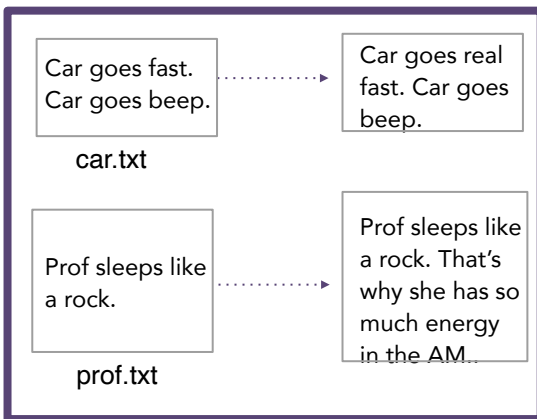 Car goes fast.
Car goes beep.
Car goes real
fast. Car goes
beep.
car.txt
Prof sleeps like
a rock.
Prof sleeps like
a rock. That’s
why she has so
much energy
in the AM..
prof.txt